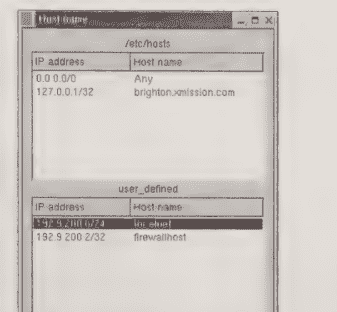 Host name
/etc/hosts
IP address Host name
0.0.0.0/0 Any
127.0.0.1/32 brighton.xmission.com
user_defined
IP address Host name
192.9.200.0/24
192.9.200.2/32 firewallhost